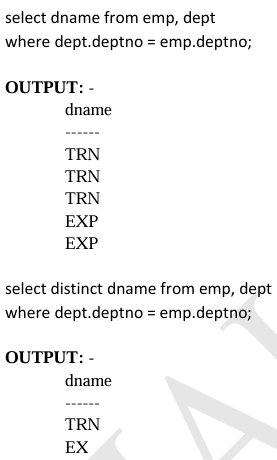 select dname from emp, dept
where dept.deptno = emp.deptno;
OUTPUT: -
dname
------
TRN
TRN
TRN
EXP
EXP
select distinct dname from emp, dept
where dept.deptno = emp.deptno;
OUTPUT: -
dname
------
TRN
EX